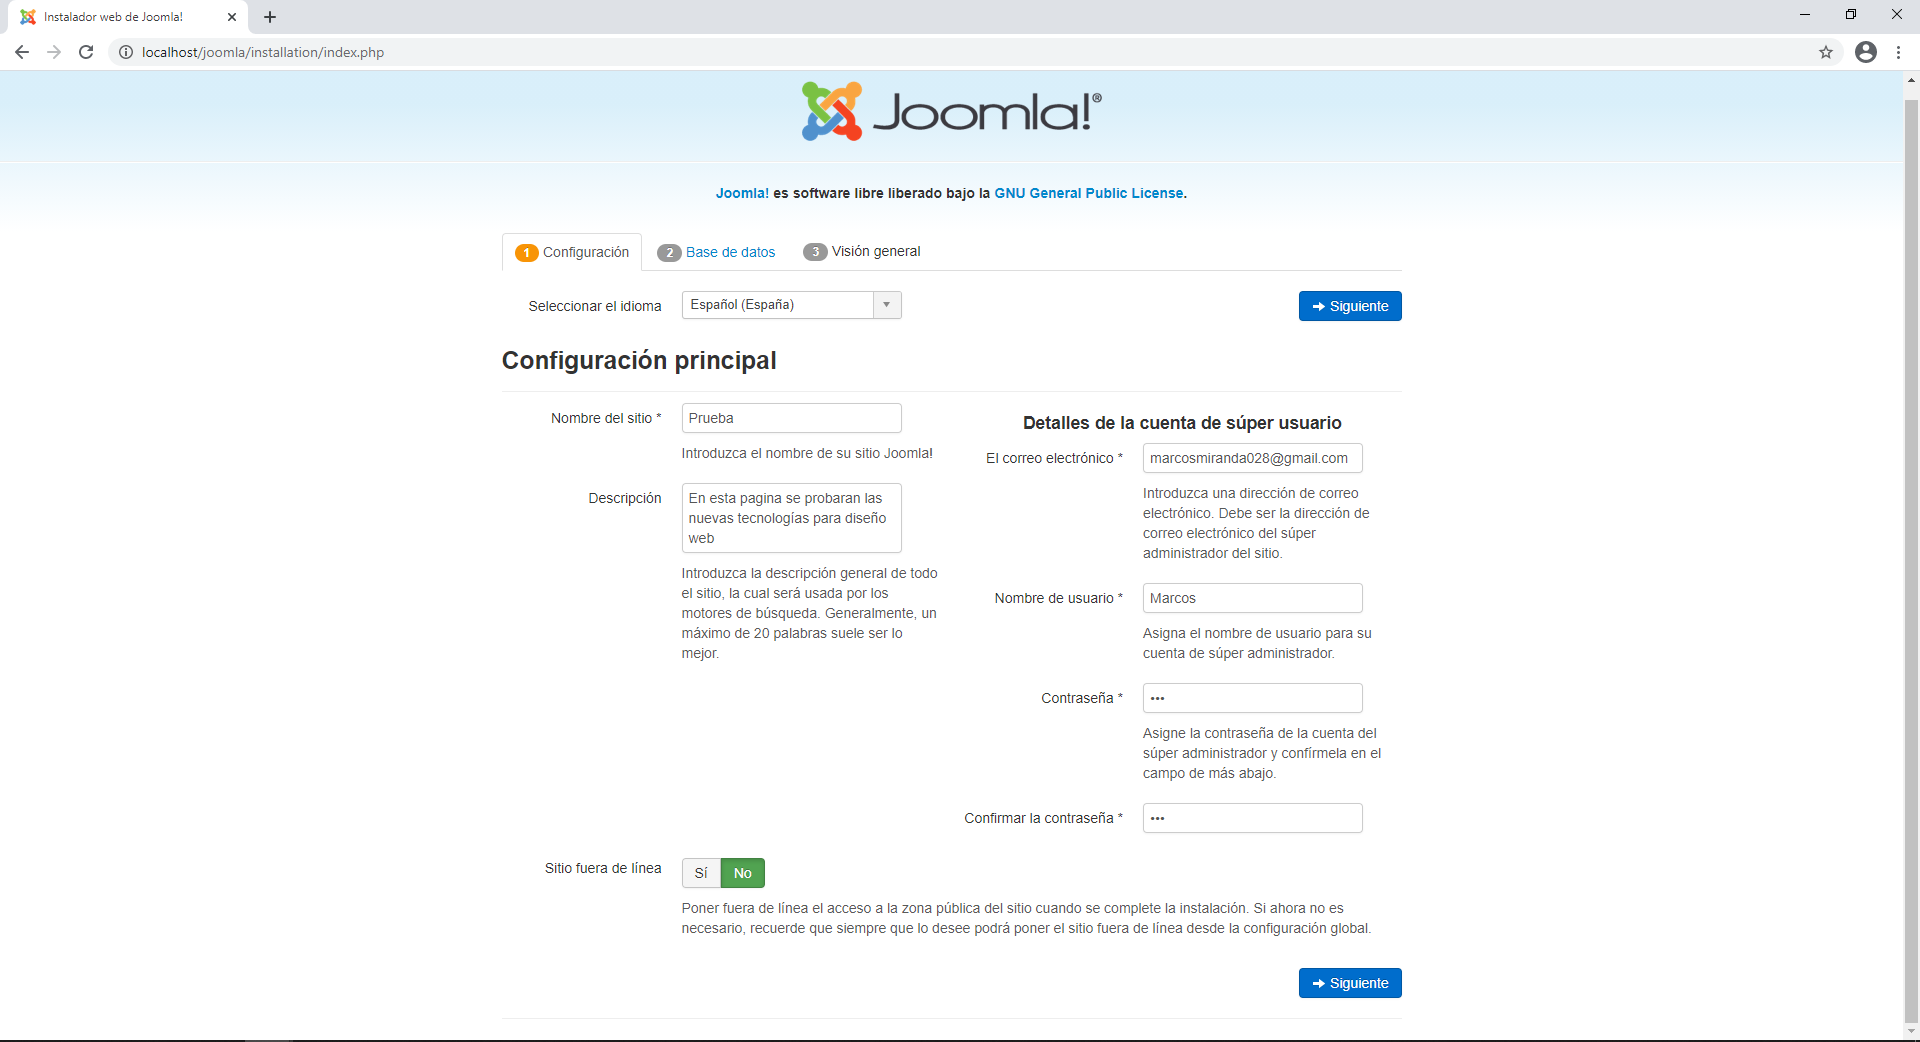 Instalador web de Joomla!
localhost/joomla/installation/index.php
Joomla!®
Joomla! es software libre liberado bajo la GNU General Public License.
1 Configuración
2 Base de datos
3 Visión general
Seleccionar el idioma
Español (España)
Siguiente
Configuración principal
Nombre del sitio *
Prueba
Introduzca el nombre de su sitio Joomla!
Descripción
En esta pagina se probaran las
nuevas tecnologías para diseño
web
Introduzca la descripción general de todo
el sitio, la cual será usada por los
motores de búsqueda. Generalmente, un
máximo de 20 palabras suele ser lo
mejor.
Detalles de la cuenta de súper usuario
El correo electrónico *
marcosmiranda028@gmail.com
Introduzca una dirección de correo
electrónico. Debe ser la dirección de
correo electrónico del súper
administrador del sitio.
Nombre de usuario *
Marcos
Asigna el nombre de usuario para su
cuenta de súper administrador.
Contraseña *
•••
Asigne la contraseña de la cuenta del
súper administrador y confírmela en el
campo de más abajo.
Confirmar la contraseña *
•••
Sitio fuera de línea
Sí
No
Poner fuera de línea el acceso a la zona pública del sitio cuando se complete la instalación. Si ahora no es
necesario, recuerde que siempre que lo desee podrá poner el sitio fuera de línea desde la configuración global.
Siguiente